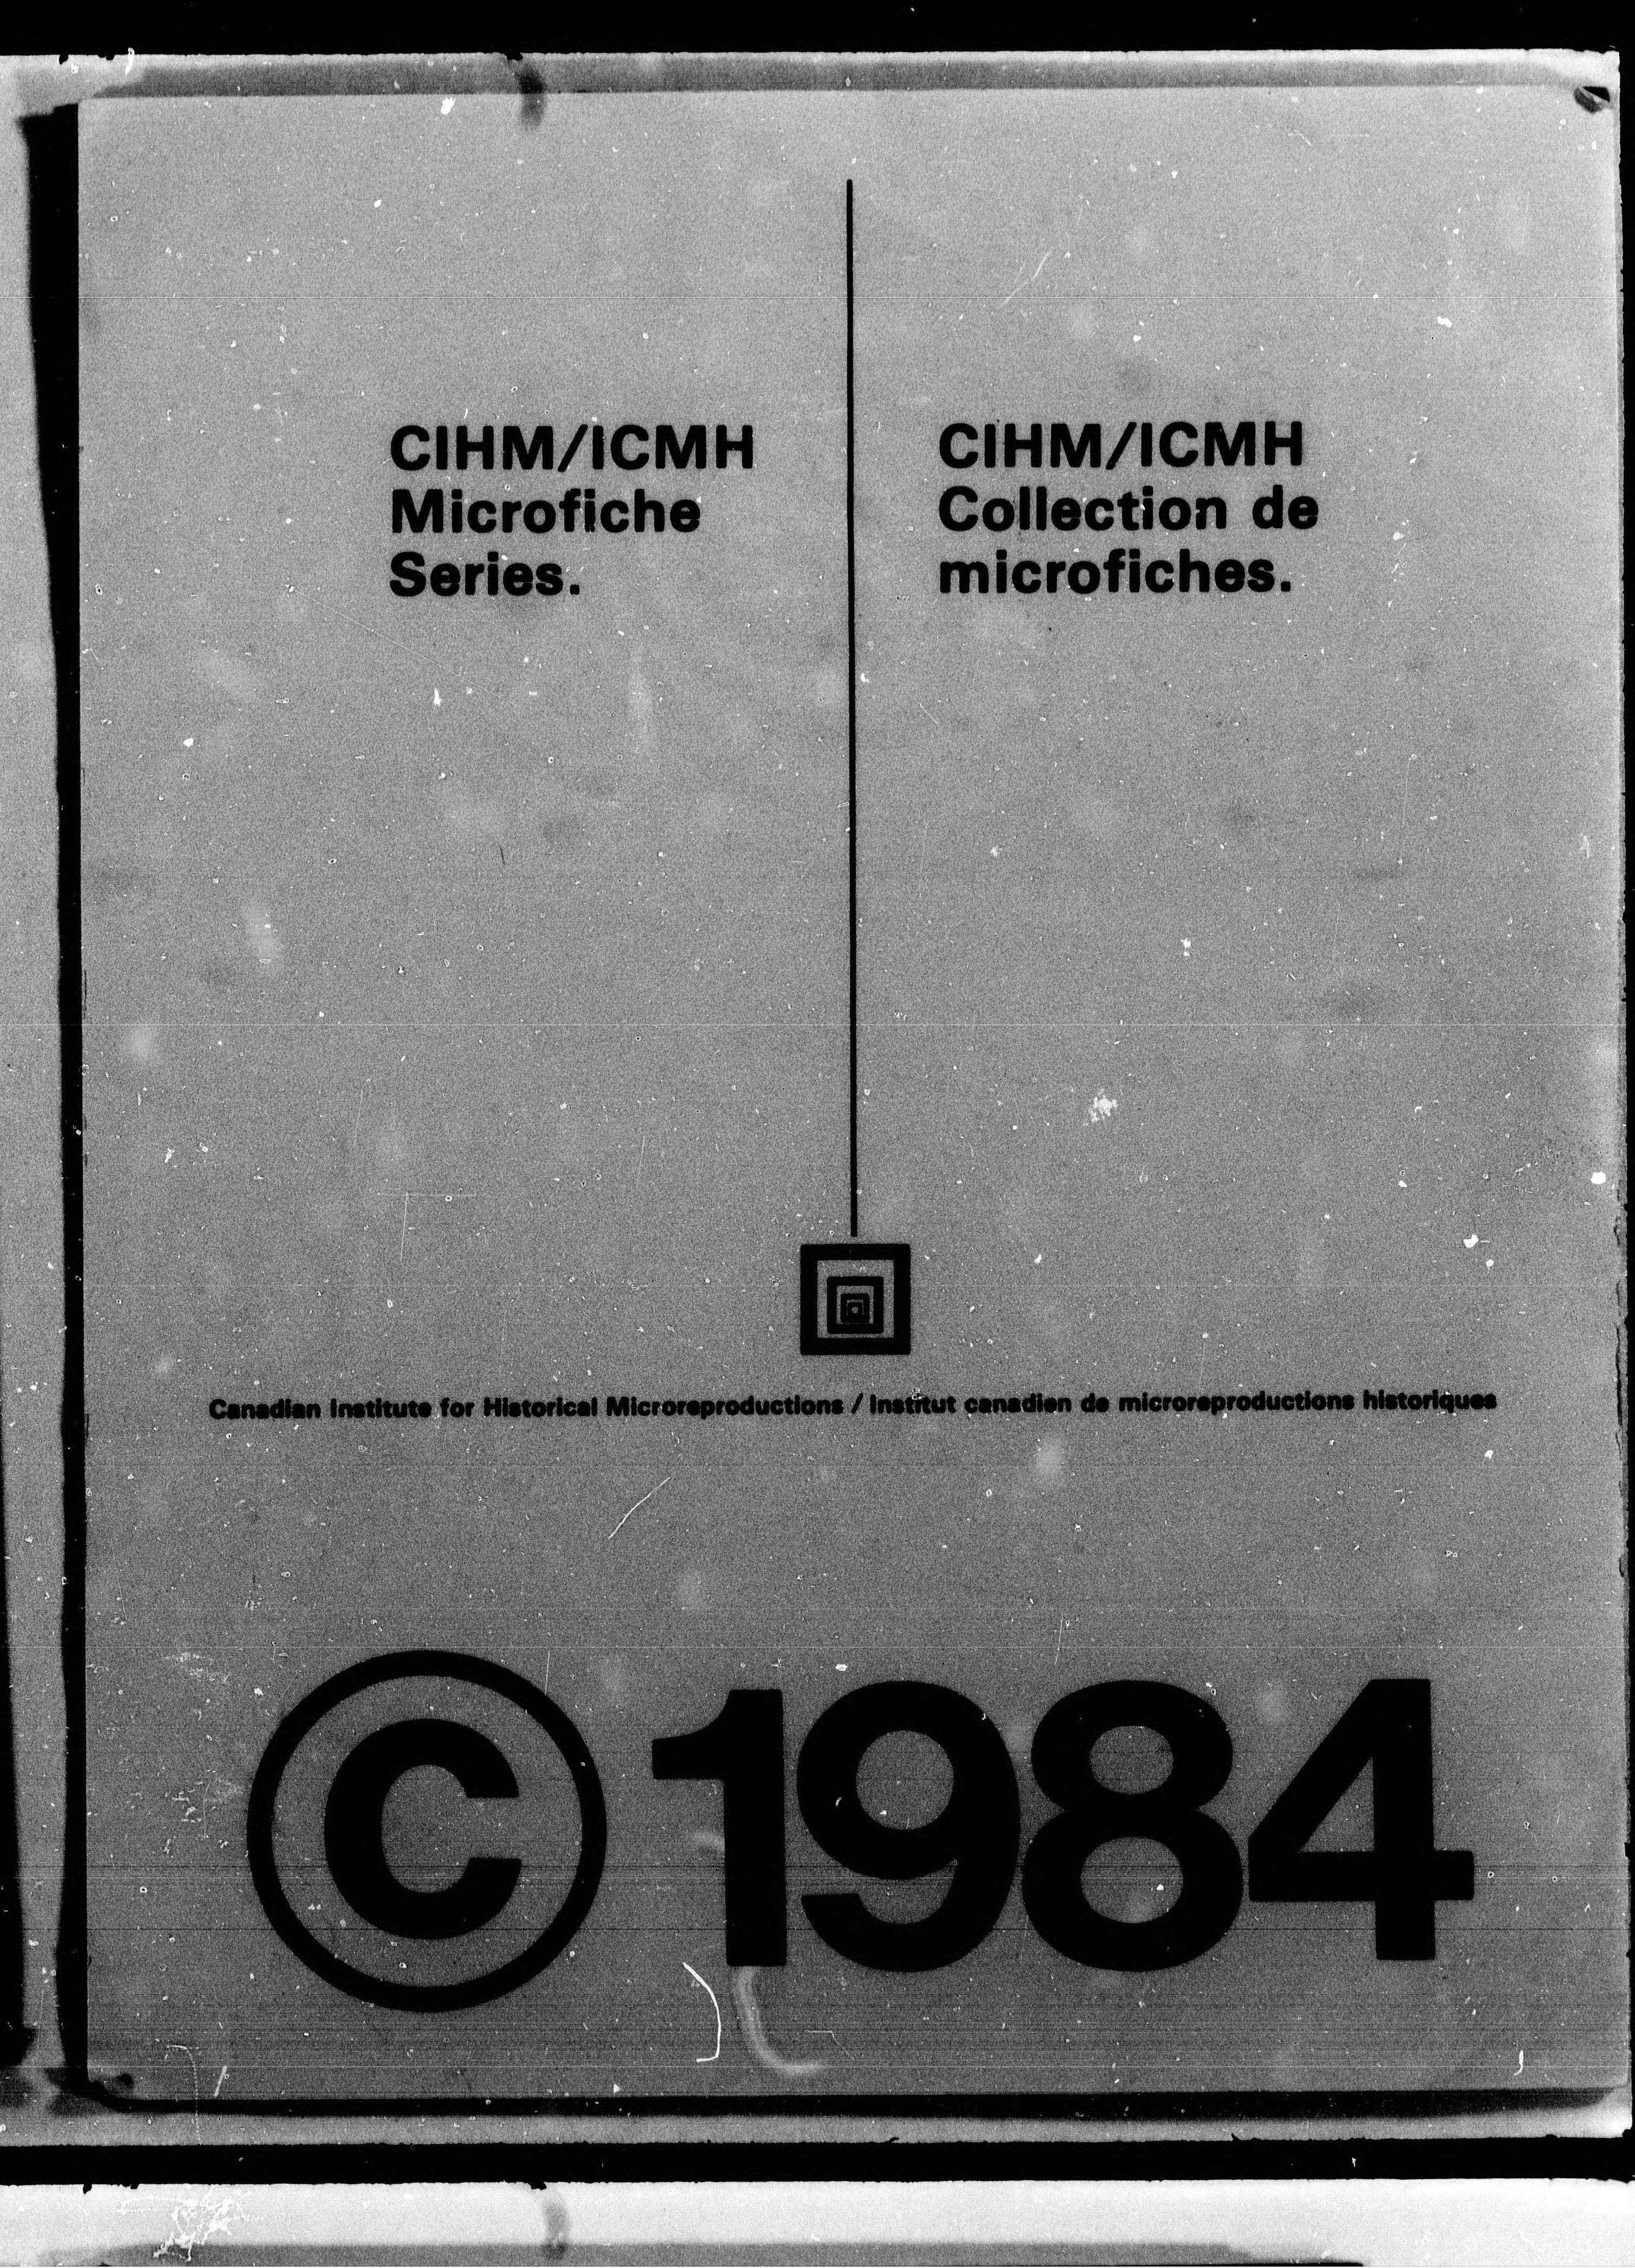 CIHM/ICMH
Microfiche
Series.
CIHM/ICMH
Collection de
microfiches.
Canadian Institute for Historical Microreproductions / Institut canadien de microreproductions historiques
© 1984